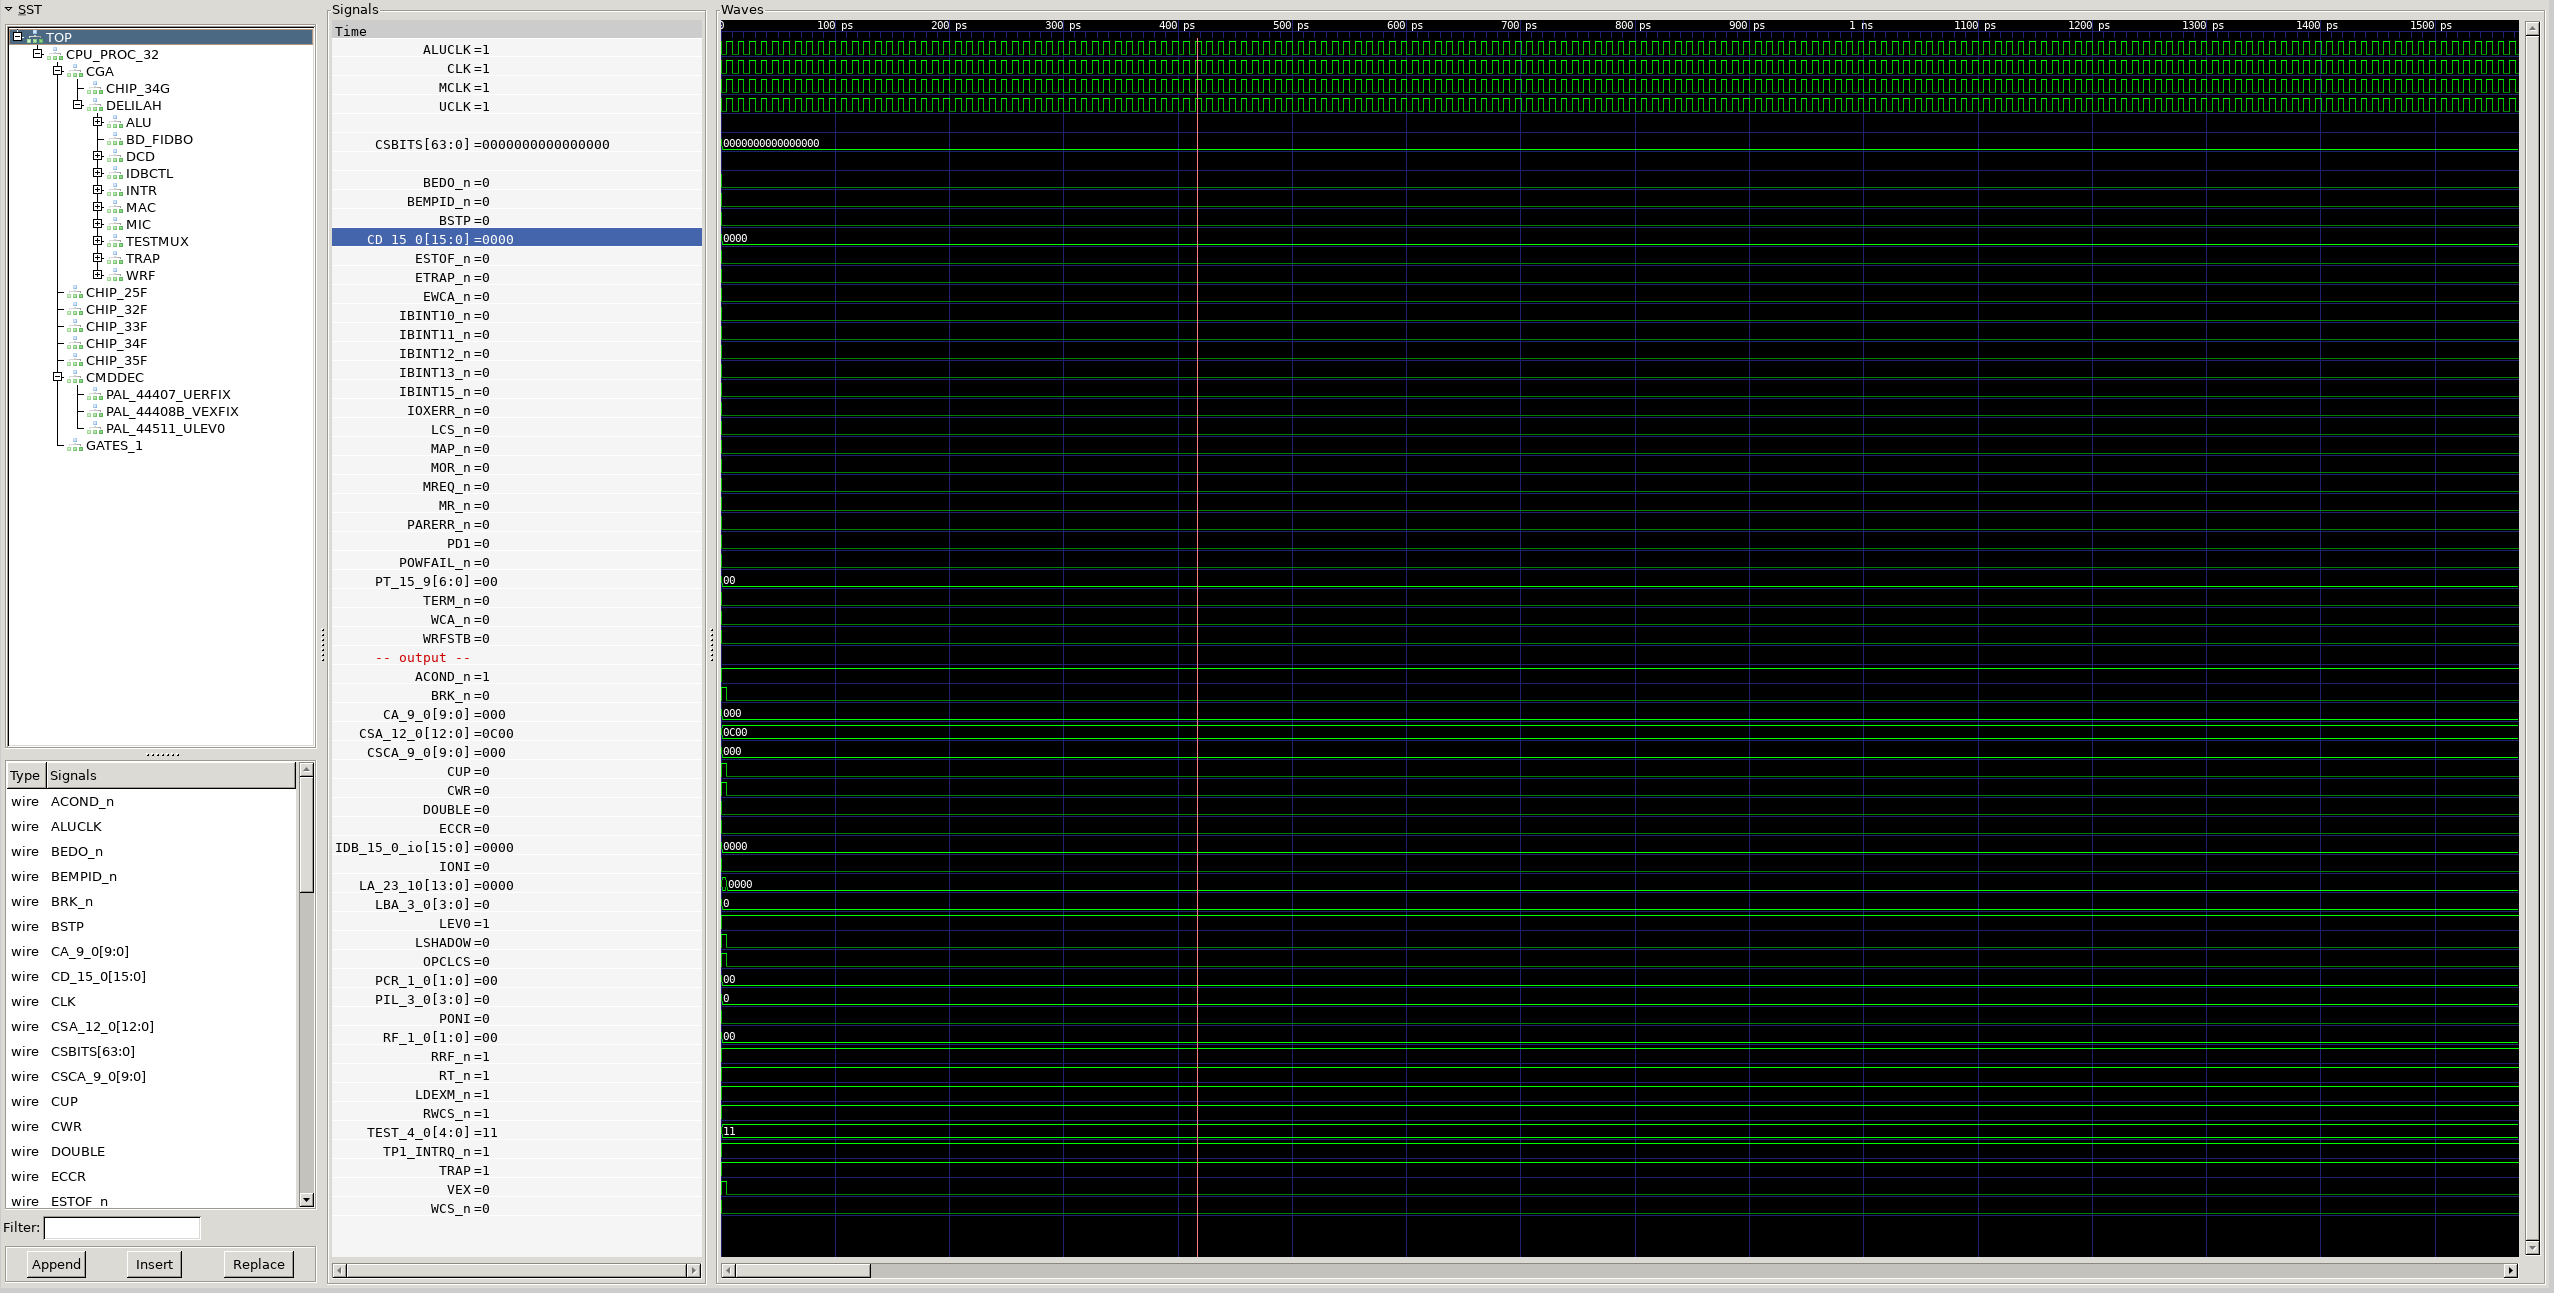 SST
TOP
CPU_PROC_32
CGA
CHIP_34G
DELILAH
ALU
BD_FIDBO
DCD
IDBCTL
INTR
MAC
MIC
TESTMUX
TRAP
WRF
CHIP_25F
CHIP_32F
CHIP_33F
CHIP_34F
CHIP_35F
CMDDEC
PAL_44407_UERFIX
PAL_44408B_VEXFIX
PAL_44511_ULEV0
GATES_1
Type Signals
wire ACOND_n
wire ALUCLK
wire BEDO_n
wire BEMPID_n
wire BRK_n
wire BSTP
wire CA_9_0[9:0]
wire CD_15_0[15:0]
wire CLK
wire CSA_12_0[12:0]
wire CSBITS[63:0]
wire CSCA_9_0[9:0]
wire CUP
wire CWR
wire DOUBLE
wire ECCR
wire ESTOF_n
Filter:
Append Insert Replace
Signals
Time
ALUCLK=1
CLK=1
MCLK=1
UCLK=1
CSBITS[63:0]=0000000000000000
BEDO_n=0
BEMPID_n=0
BSTP=0
CD_15_0[15:0]=0000
ESTOF_n=0
ETRAP_n=0
EWCA_n=0
IBINT10_n=0
IBINT11_n=0
IBINT12_n=0
IBINT13_n=0
IBINT15_n=0
IOXERR_n=0
LCS_n=0
MAP_n=0
MOR_n=0
MREQ_n=0
MR_n=0
PARERR_n=0
PD1=0
POWFAIL_n=0
PT_15_9[6:0]=00
TERM_n=0
WCA_n=0
WRFSTB=0
-- output --
ACOND_n=1
BRK_n=0
CA_9_0[9:0]=000
CSA_12_0[12:0]=0C00
CSCA_9_0[9:0]=000
CUP=0
CWR=0
DOUBLE=0
ECCR=0
IDB_15_0_io[15:0]=0000
IONI=0
LA_23_10[13:0]=0000
LBA_3_0[3:0]=0
LEV0=1
LSHADOW=0
OPCLCS=0
PCR_1_0[1:0]=00
PIL_3_0[3:0]=0
PONI=0
RF_1_0[1:0]=00
RRF_n=1
RT_n=1
LDEXM_n=1
RWCS_n=1
TEST_4_0[4:0]=11
TP1_INTRQ_n=1
TRAP=1
VEX=0
WCS_n=0
Waves
0 100 ps 200 ps 300 ps 400 ps 500 ps 600 ps 700 ps 800 ps 900 ps 1 ns 1100 ps 1200 ps 1300 ps 1400 ps 1500 ps
0000000000000000
0000
00
000
0C00
000
0000
0000
0
00
0
00
11